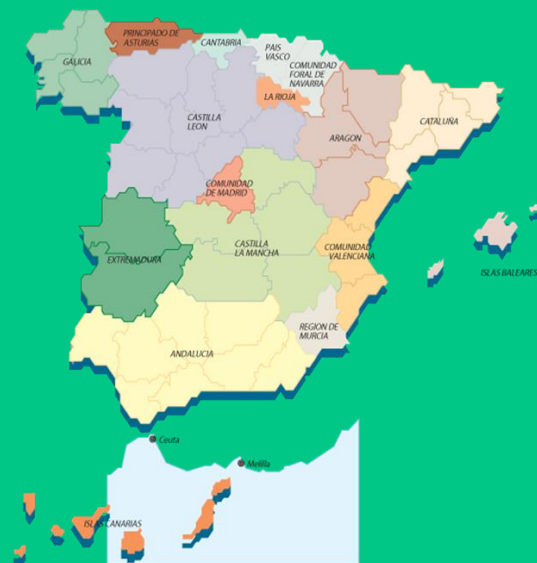 PRINCIPADO DE
ASTURIAS
GALICIA
CANTABRIA
PAIS
VASCO
COMUNIDAD
FORAL DE
NAVARRA
LA RIOJA
CASTILLA
LEON
ARAGON
CATALUÑA
COMUNIDAD
DE MADRID
EXTREMADURA
CASTILLA
LA MANCHA
COMUNIDAD
VALENCIANA
ISLAS BALEARES
REGION DE
MURCIA
ANDALUCIA
Ceuta
Melilla
ISLAS CANARIAS